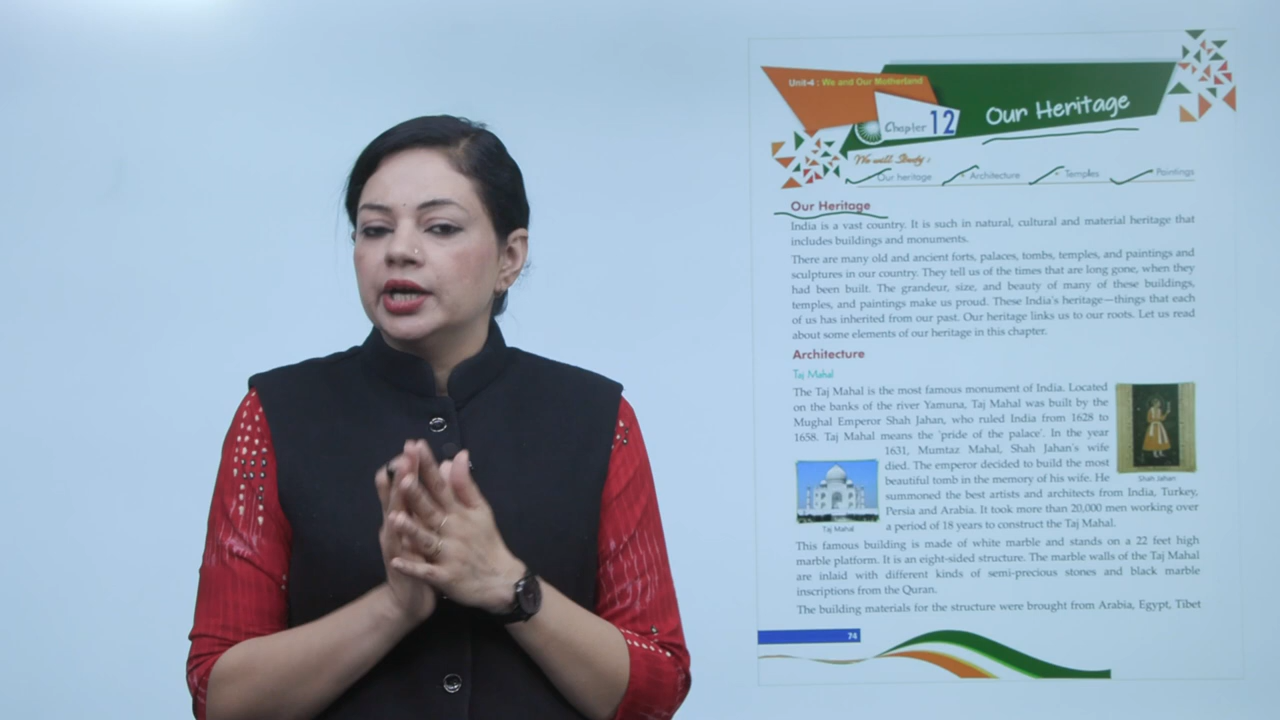 Unit-4 : We and Our Motherland
Chapter 12
Our Heritage
We will Study :
Our heritage Architecture Temples Paintings
Our Heritage
India is a vast country. It is such in natural, cultural and material heritage that
includes buildings and monuments.
There are many old and ancient forts, palaces, tombs, temples, and paintings and
sculptures in our country. They tell us of the times that are long gone, when they
had been built. The grandeur, size, and beauty of many of these buildings,
temples, and paintings make us proud. These India's heritage—things that each
of us has inherited from our past. Our heritage links us to our roots. Let us read
about some elements of our heritage in this chapter.
Architecture
Taj Mahal
The Taj Mahal is the most famous monument of India. Located
on the banks of the river Yamuna, Taj Mahal was built by the
Mughal Emperor Shah Jahan, who ruled India from 1628 to
1658. Taj Mahal means the 'pride of the palace'. In the year
1631, Mumtaz Mahal, Shah Jahan's wife
died. The emperor decided to build the most
beautiful tomb in the memory of his wife. He
summoned the best artists and architects from India, Turkey,
Persia and Arabia. It took more than 20,000 men working over
a period of 18 years to construct the Taj Mahal.
Shah Jahan
Taj Mahal
This famous building is made of white marble and stands on a 22 feet high
marble platform. It is an eight-sided structure. The marble walls of the Taj Mahal
are inlaid with different kinds of semi-precious stones and black marble
inscriptions from the Quran.
The building materials for the structure were brought from Arabia, Egypt, Tibet
74